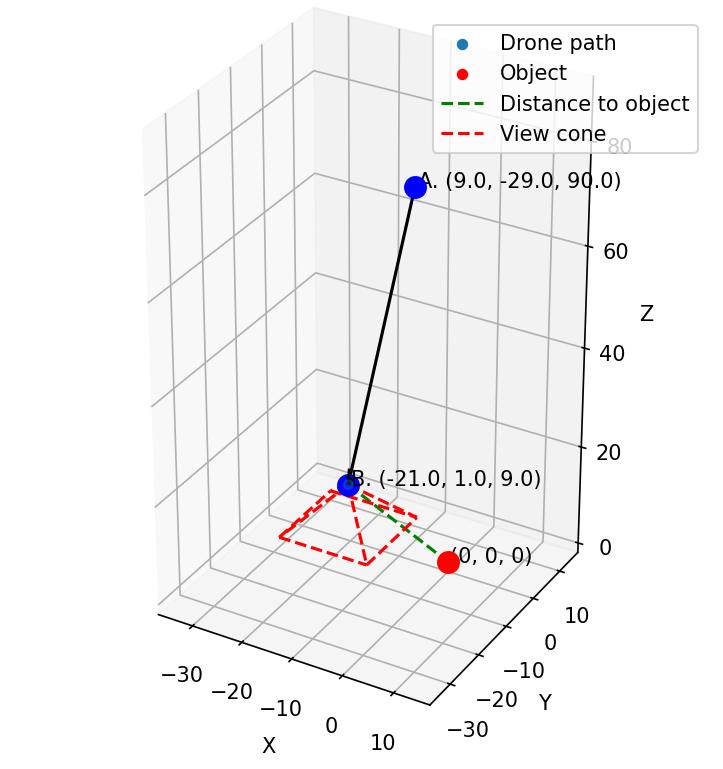 Drone path
Object
Distance to object
View cone
80
A. (9.0, -29.0, 90.0)
60
Z
40
20
B. (-21.0, 1.0, 9.0)
0
(0, 0, 0)
10
0
−10
−20
Y
−30
−30
−20
−10
0
10
X